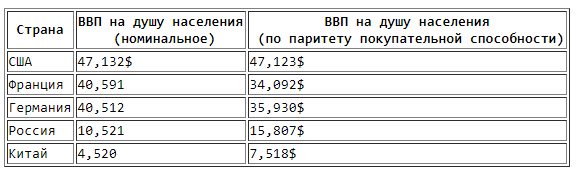 Страна ВВП на душу населения (номинальное) ВВП на душу населения (по паритету покупательной способности)
США 47,132$ 47,123$
Франция 40,591 34,092$
Германия 40,512 35,930$
Россия 10,521 15,807$
Китай 4,520 7,518$